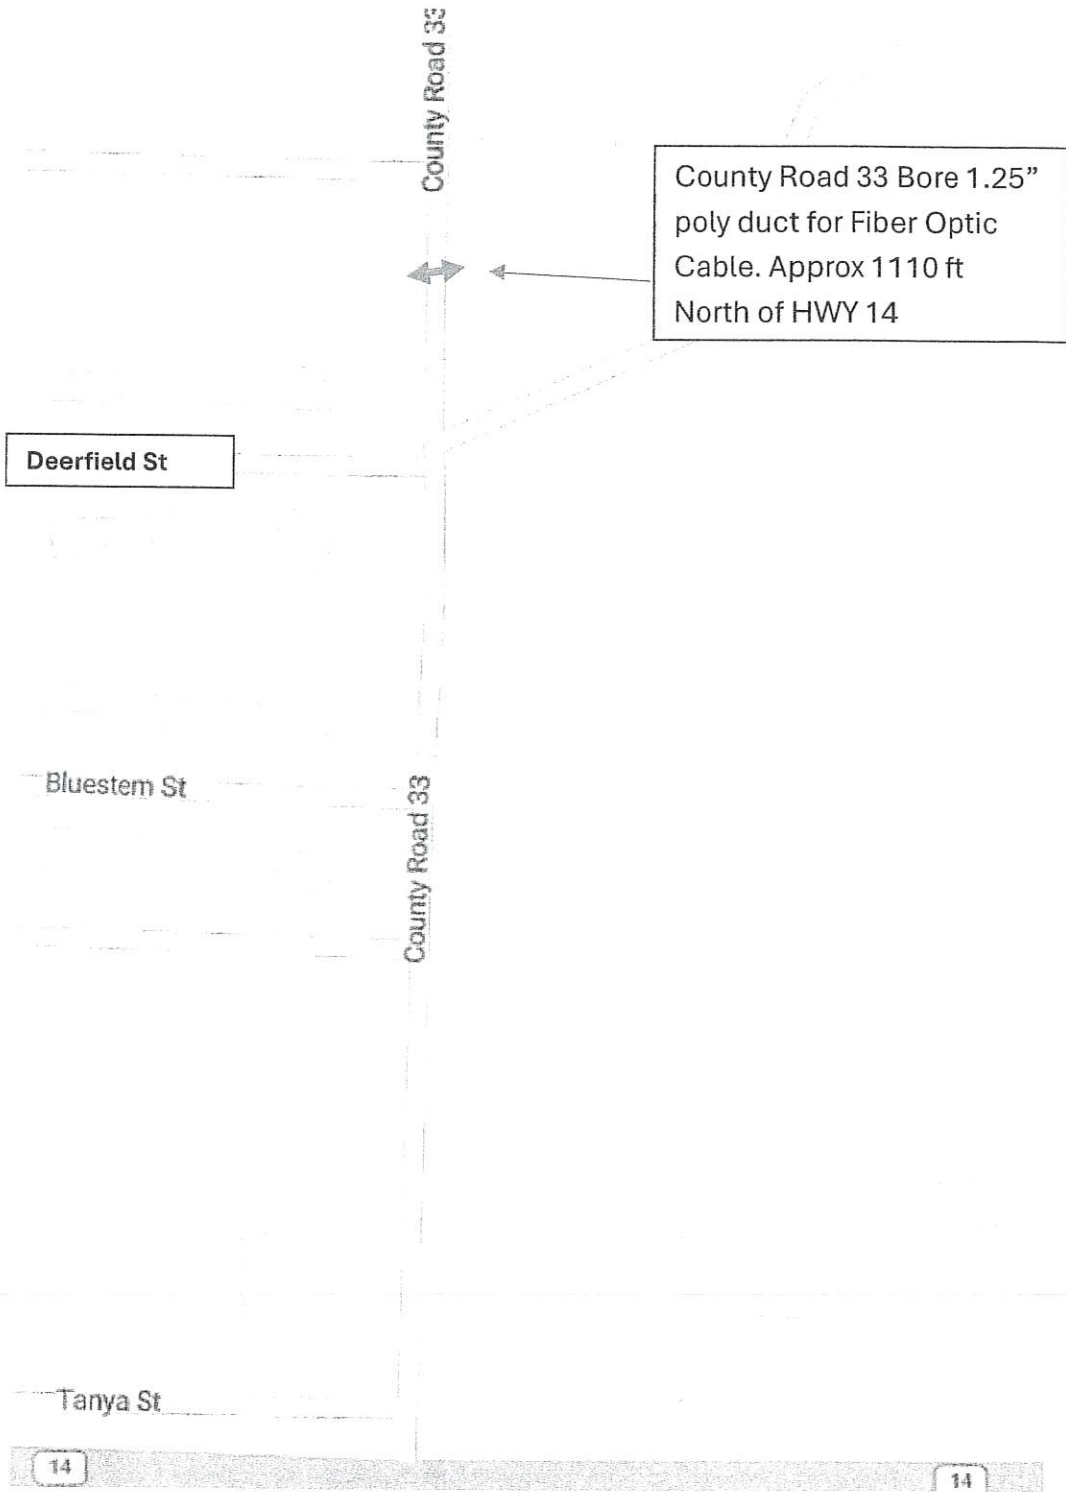 County Road 33
County Road 33 Bore 1.25”
poly duct for Fiber Optic
Cable. Approx 1110 ft
North of HWY 14
Deerfield St
Bluestem St
County Road 33
Tanya St
14
14